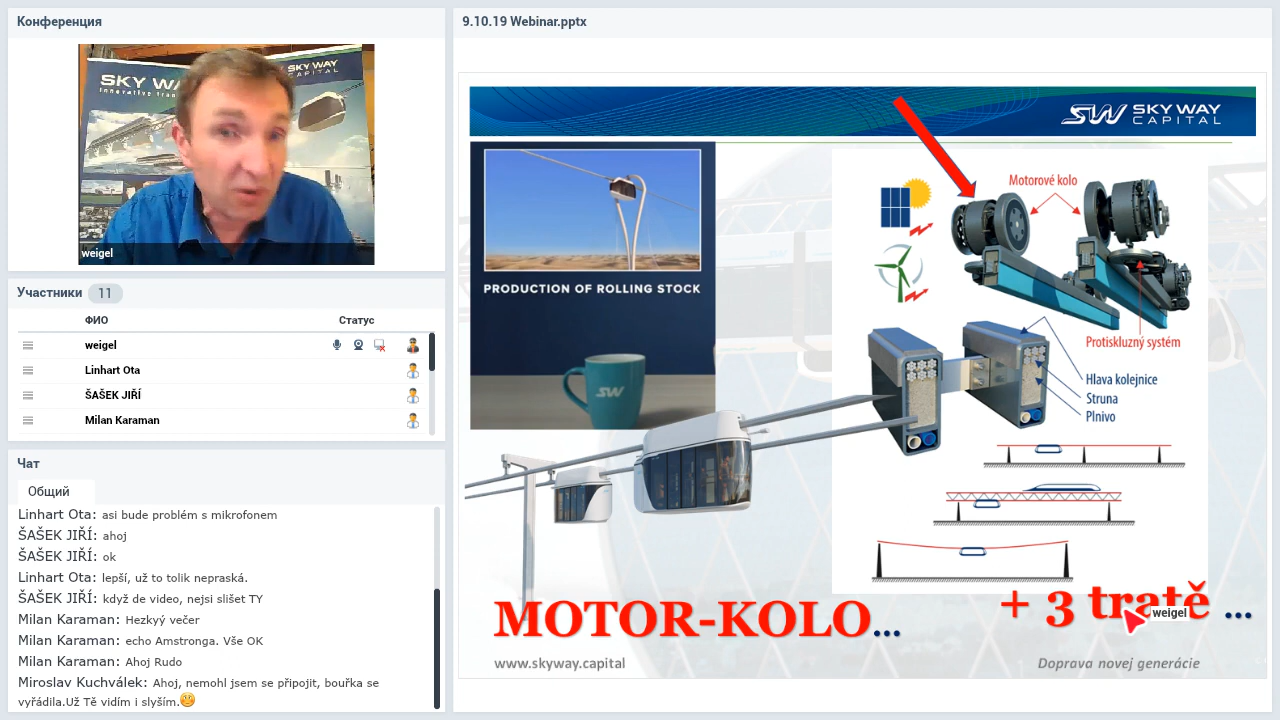 Конференция
SKY WA
CAPITAL
weigel
Участники 11
ФИО Статус
weigel
Linhart Ota
ŠAŠEK JIŘÍ
Milan Karaman
Чат
Общий
Linhart Ota: asi bude problém s mikrofonem
ŠAŠEK JIŘÍ: ahoj
ŠAŠEK JIŘÍ: ok
Linhart Ota: lepší, už to tolik nepraská.
ŠAŠEK JIŘÍ: když de video, nejsi slišet TY
Milan Karaman: Hezkyý večer
Milan Karaman: echo Amstronga. Vše OK
Milan Karaman: Ahoj Rudo
Miroslav Kuchválek: Ahoj, nemohl jsem se připojit, bouřka se
vyřádila.Už Tě vidím i slyším.
9.10.19 Webinar.pptx
SW SKY WAY
CAPITAL
PRODUCTION OF ROLLING STOCK
SW
Motorové kolo
Protiskluzný systém
Hlava kolejnice
Struna
Plnivo
MOTOR-KOLO...
+ 3 tratě ...
weigel
www.skyway.capital
Doprava novej generácie